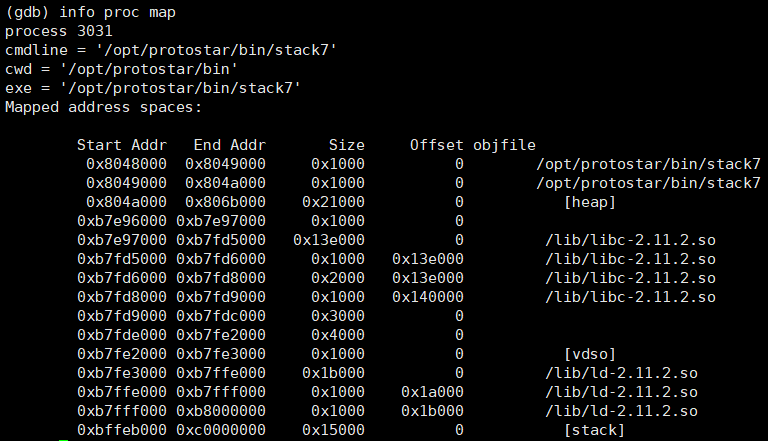 (gdb) info proc map
process 3031
cmdline = '/opt/protostar/bin/stack7'
cwd = '/opt/protostar/bin'
exe = '/opt/protostar/bin/stack7'
Mapped address spaces:
Start Addr   End Addr       Size     Offset objfile
0x8048000  0x8049000     0x1000          0       /opt/protostar/bin/stack7
0x8049000  0x804a000     0x1000          0       /opt/protostar/bin/stack7
0x804a000  0x806b000    0x21000          0          [heap]
0xb7e96000 0xb7e97000     0x1000          0
0xb7e97000 0xb7fd5000   0x13e000          0        /lib/libc-2.11.2.so
0xb7fd5000 0xb7fd6000     0x1000   0x13e000        /lib/libc-2.11.2.so
0xb7fd6000 0xb7fd8000     0x2000   0x13e000        /lib/libc-2.11.2.so
0xb7fd8000 0xb7fd9000     0x1000   0x140000        /lib/libc-2.11.2.so
0xb7fd9000 0xb7fdc000     0x3000          0
0xb7fde000 0xb7fe2000     0x4000          0
0xb7fe2000 0xb7fe3000     0x1000          0          [vdso]
0xb7fe3000 0xb7ffe000    0x1b000          0        /lib/ld-2.11.2.so
0xb7ffe000 0xb7fff000     0x1000    0x1a000        /lib/ld-2.11.2.so
0xb7fff000 0xb8000000     0x1000    0x1b000        /lib/ld-2.11.2.so
0xbffeb000 0xc0000000    0x15000          0          [stack]